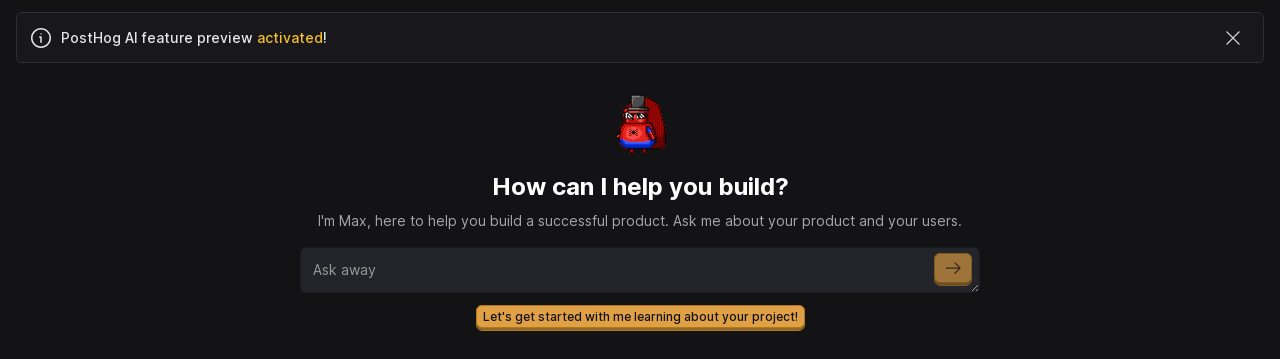 PostHog AI feature preview activated!
How can I help you build?
I'm Max, here to help you build a successful product. Ask me about your product and your users.
Ask away
Let's get started with me learning about your project!